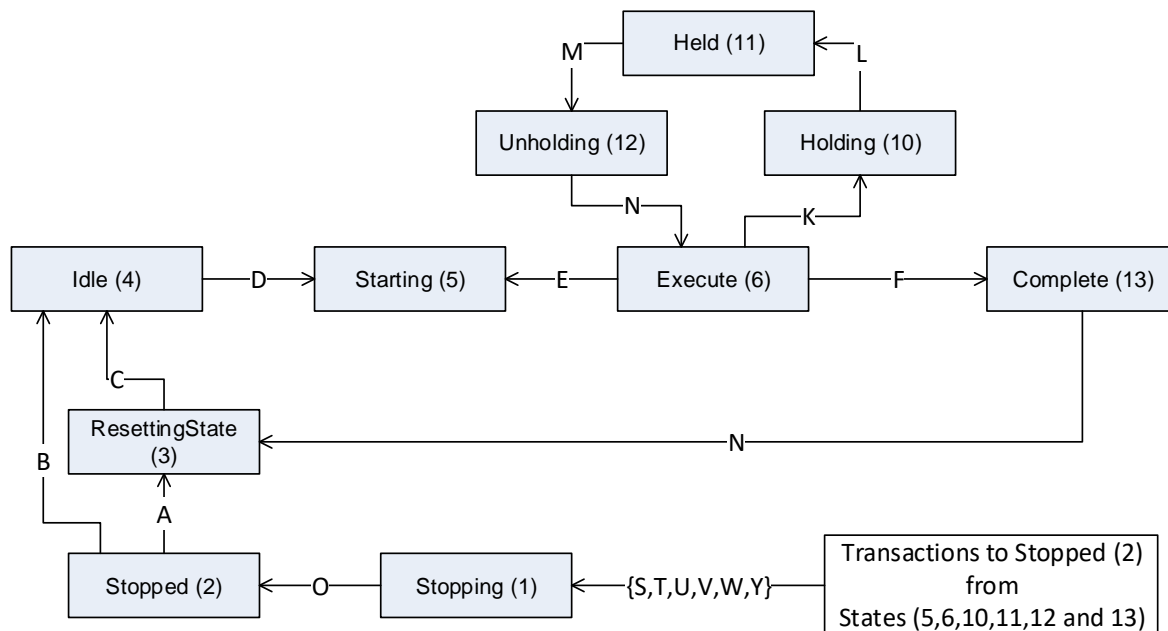 Held (11)
M
L
Unholding (12)
Holding (10)
N
K
Idle (4)
D
Starting (5)
E
Execute (6)
F
Complete (13)
C
ResettingState
(3)
N
B
A
Stopped (2)
O
Stopping (1)
{S,T,U,V,W,Y}
Transactions to Stopped (2)
from
States (5,6,10,11,12 and 13)